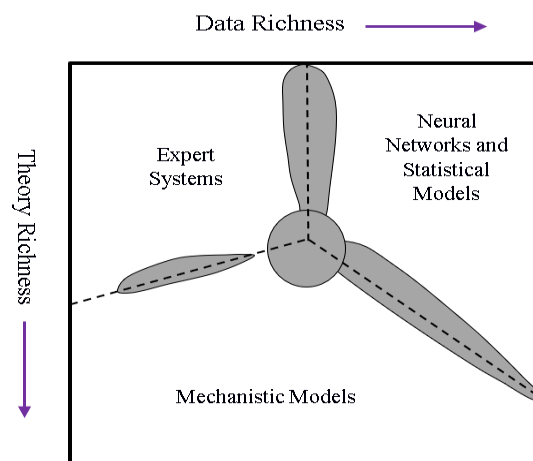 Data Richness
Theory Richness
Expert
Systems
Neural
Networks and
Statistical
Models
Mechanistic Models